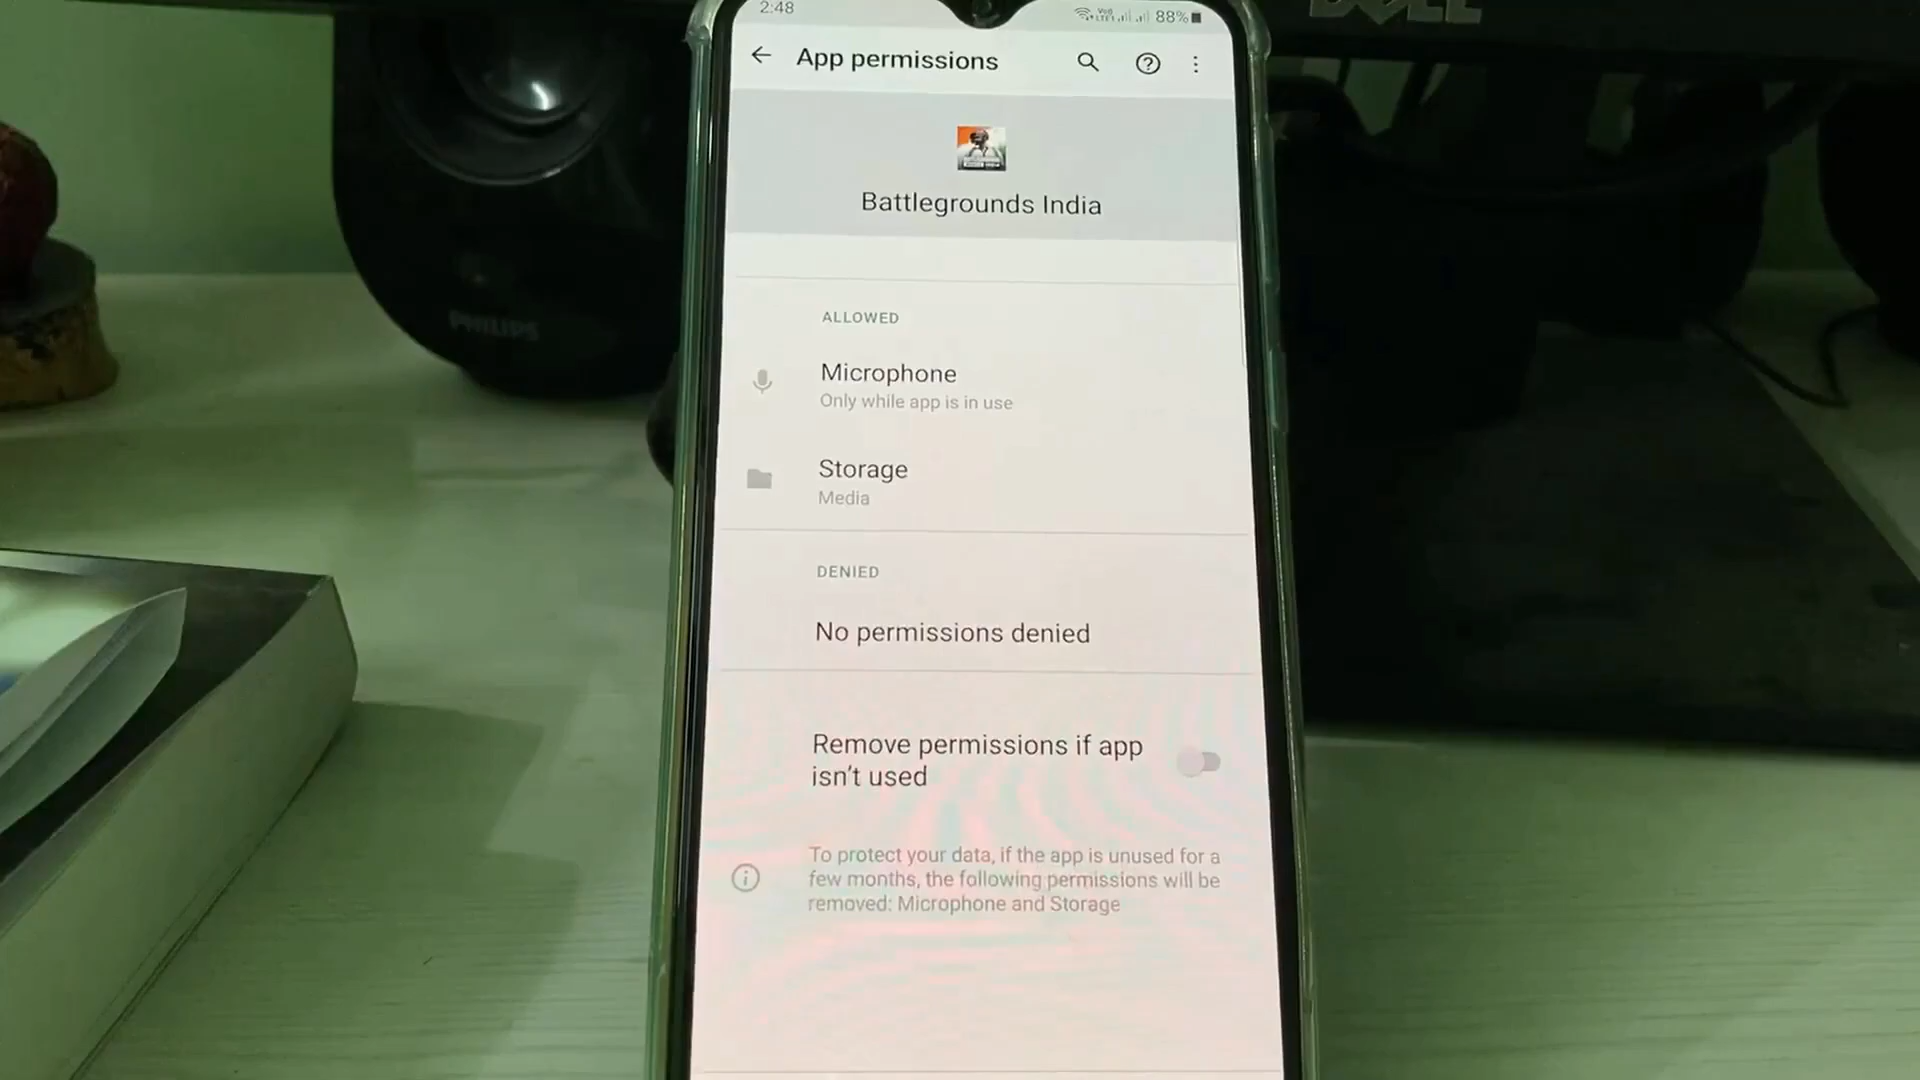 2:48
88%
App permissions
Battlegrounds India
ALLOWED
Microphone
Only while app is in use
Storage
Media
DENIED
No permissions denied
Remove permissions if app
isn't used
To protect your data, if the app is unused for a
few months, the following permissions will be
removed: Microphone and Storage
PHILIPS
DELL